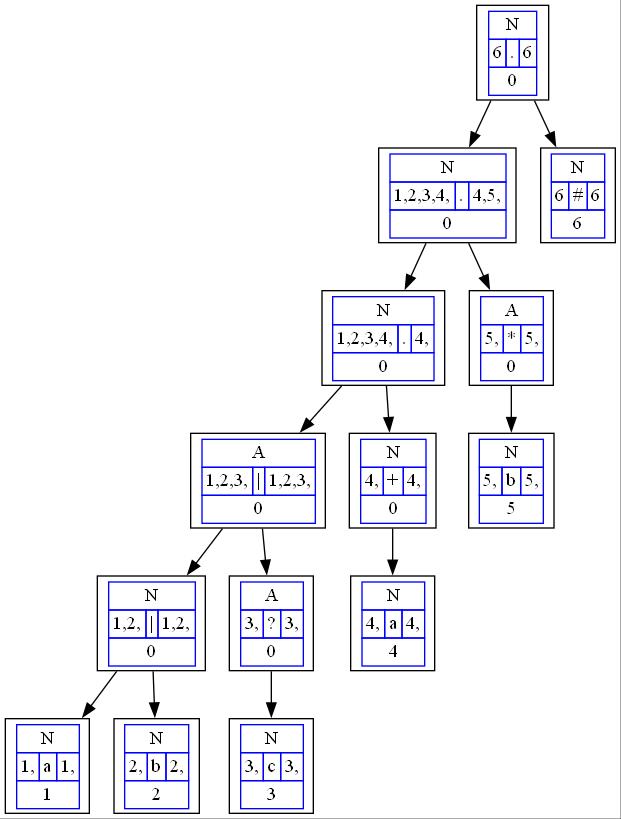 N
6 . 6
0
N
1,2,3,4, . 4,5,
0
N
6 # 6
6
N
1,2,3,4, . 4,
0
A
5, * 5,
0
A
1,2,3, | 1,2,3,
0
N
4, + 4,
0
N
5, b 5,
5
N
1,2, | 1,2,
0
A
3, ? 3,
0
N
4, a 4,
4
N
1, a 1,
1
N
2, b 2,
2
N
3, c 3,
3